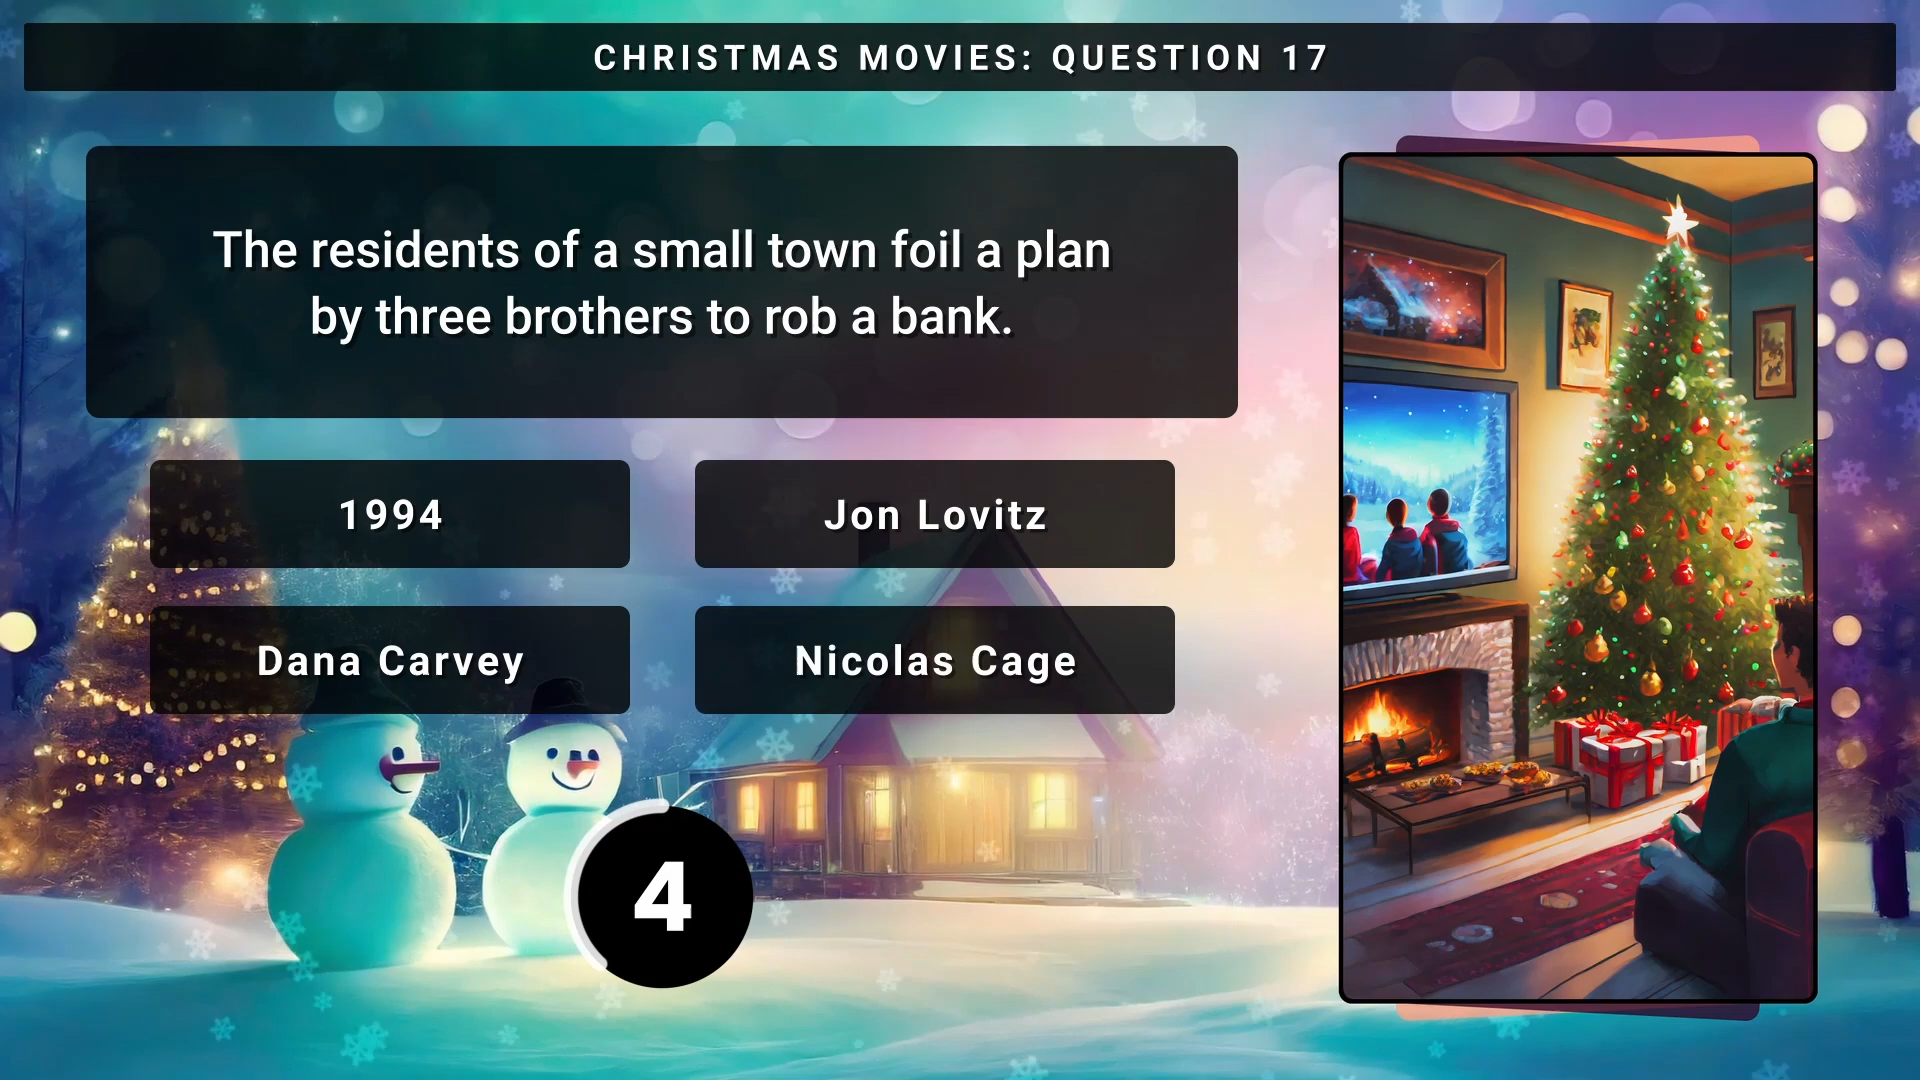 CHRISTMAS MOVIES: QUESTION 17
The residents of a small town foil a plan
by three brothers to rob a bank.
1994
Jon Lovitz
Dana Carvey
Nicolas Cage
4